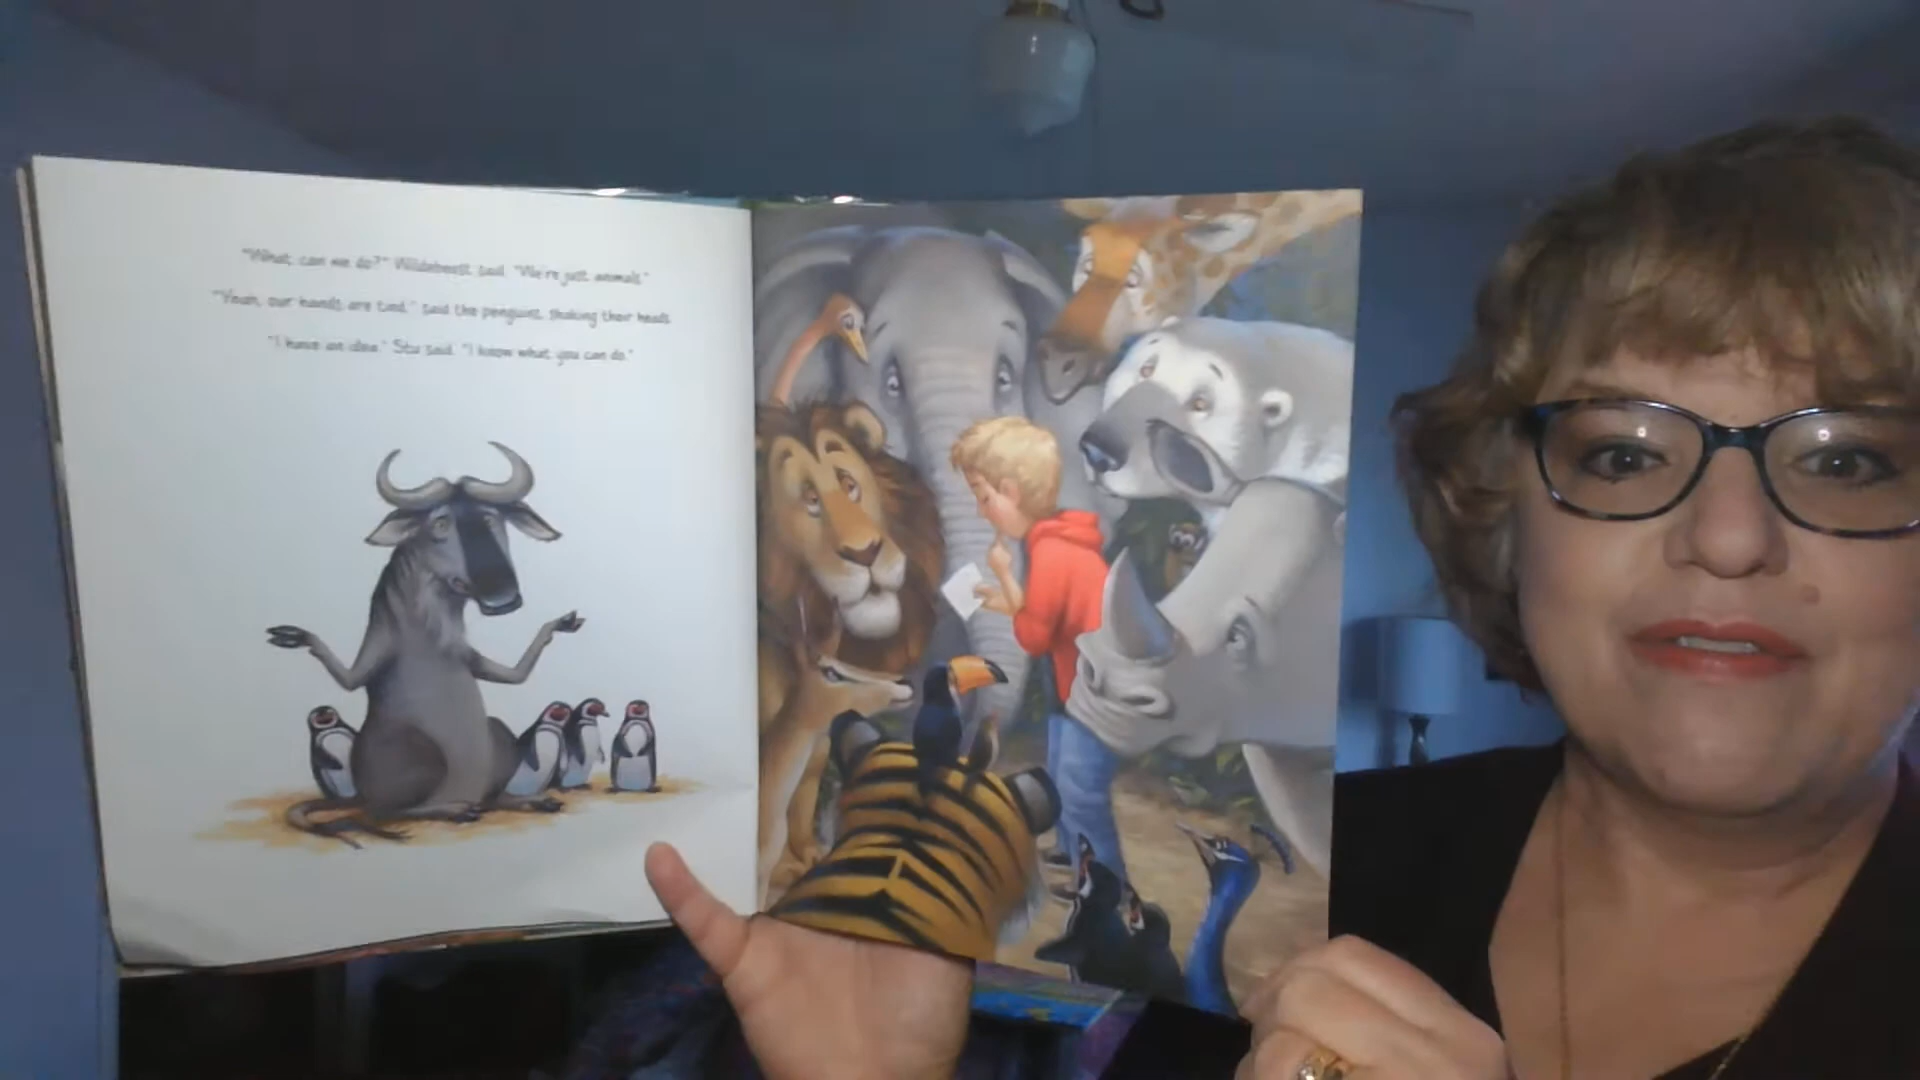 "What can we do?" Wildebeest said. "We're just animals."
"Yeah, our hands are tied," said the penguins, shaking their heads.
"I have an idea," Stu said. "I know what you can do."